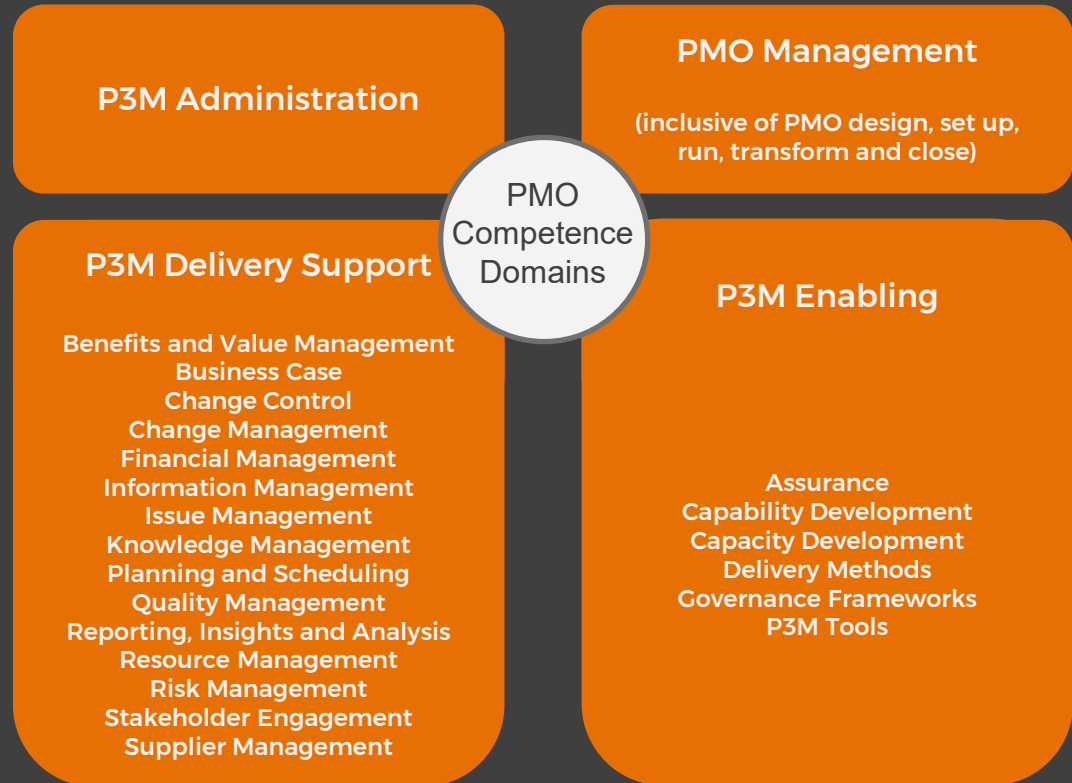 P3M Administration
PMO Management
(inclusive of PMO design, set up,
run, transform and close)
PMO
Competence
Domains
P3M Delivery Support
Benefits and Value Management
Business Case
Change Control
Change Management
Financial Management
Information Management
Issue Management
Knowledge Management
Planning and Scheduling
Quality Management
Reporting, Insights and Analysis
Resource Management
Risk Management
Stakeholder Engagement
Supplier Management
P3M Enabling
Assurance
Capability Development
Capacity Development
Delivery Methods
Governance Frameworks
P3M Tools